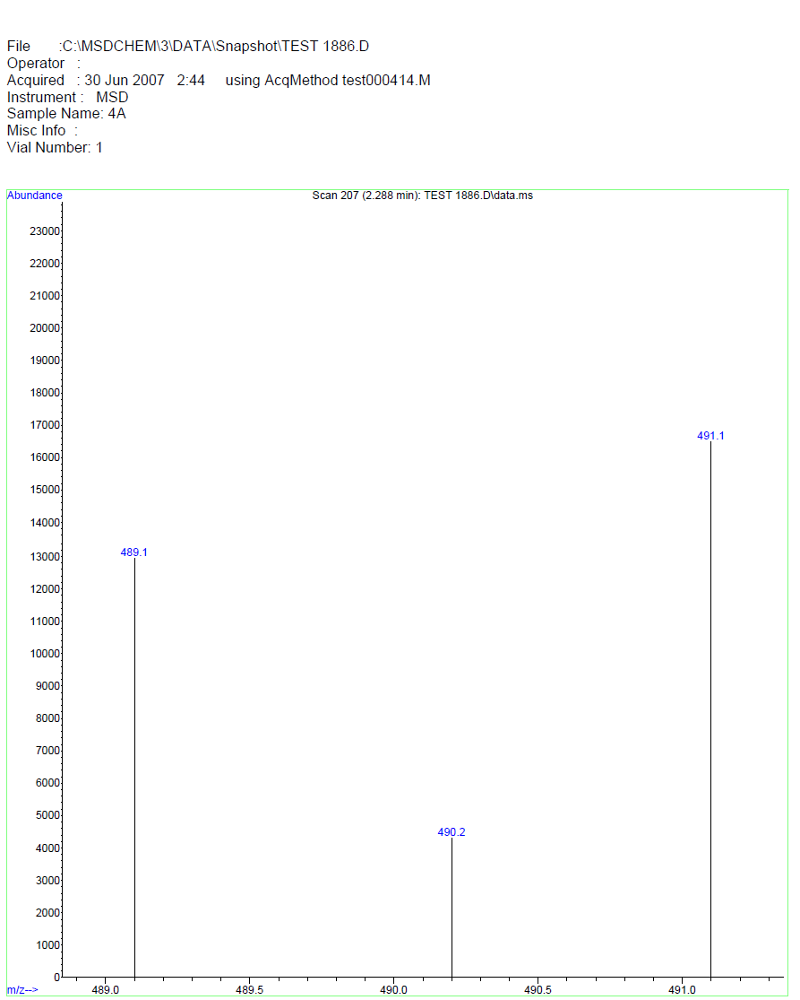 File :C:\MSDCHEM\3\DATA\Snapshot\TEST 1886.D
Operator :
Acquired : 30 Jun 2007 2:44 using AcqMethod test000414.M
Instrument : MSD
Sample Name: 4A
Misc Info :
Vial Number: 1
Abundance
Scan 207 (2.288 min): TEST 1886.D\data.ms
23000
22000
21000
20000
19000
18000
17000
491.1
16000
15000
14000
489.1
13000
12000
11000
10000
9000
8000
7000
6000
5000
490.2
4000
3000
2000
1000
0
m/z-->
489.0 489.5 490.0 490.5 491.0